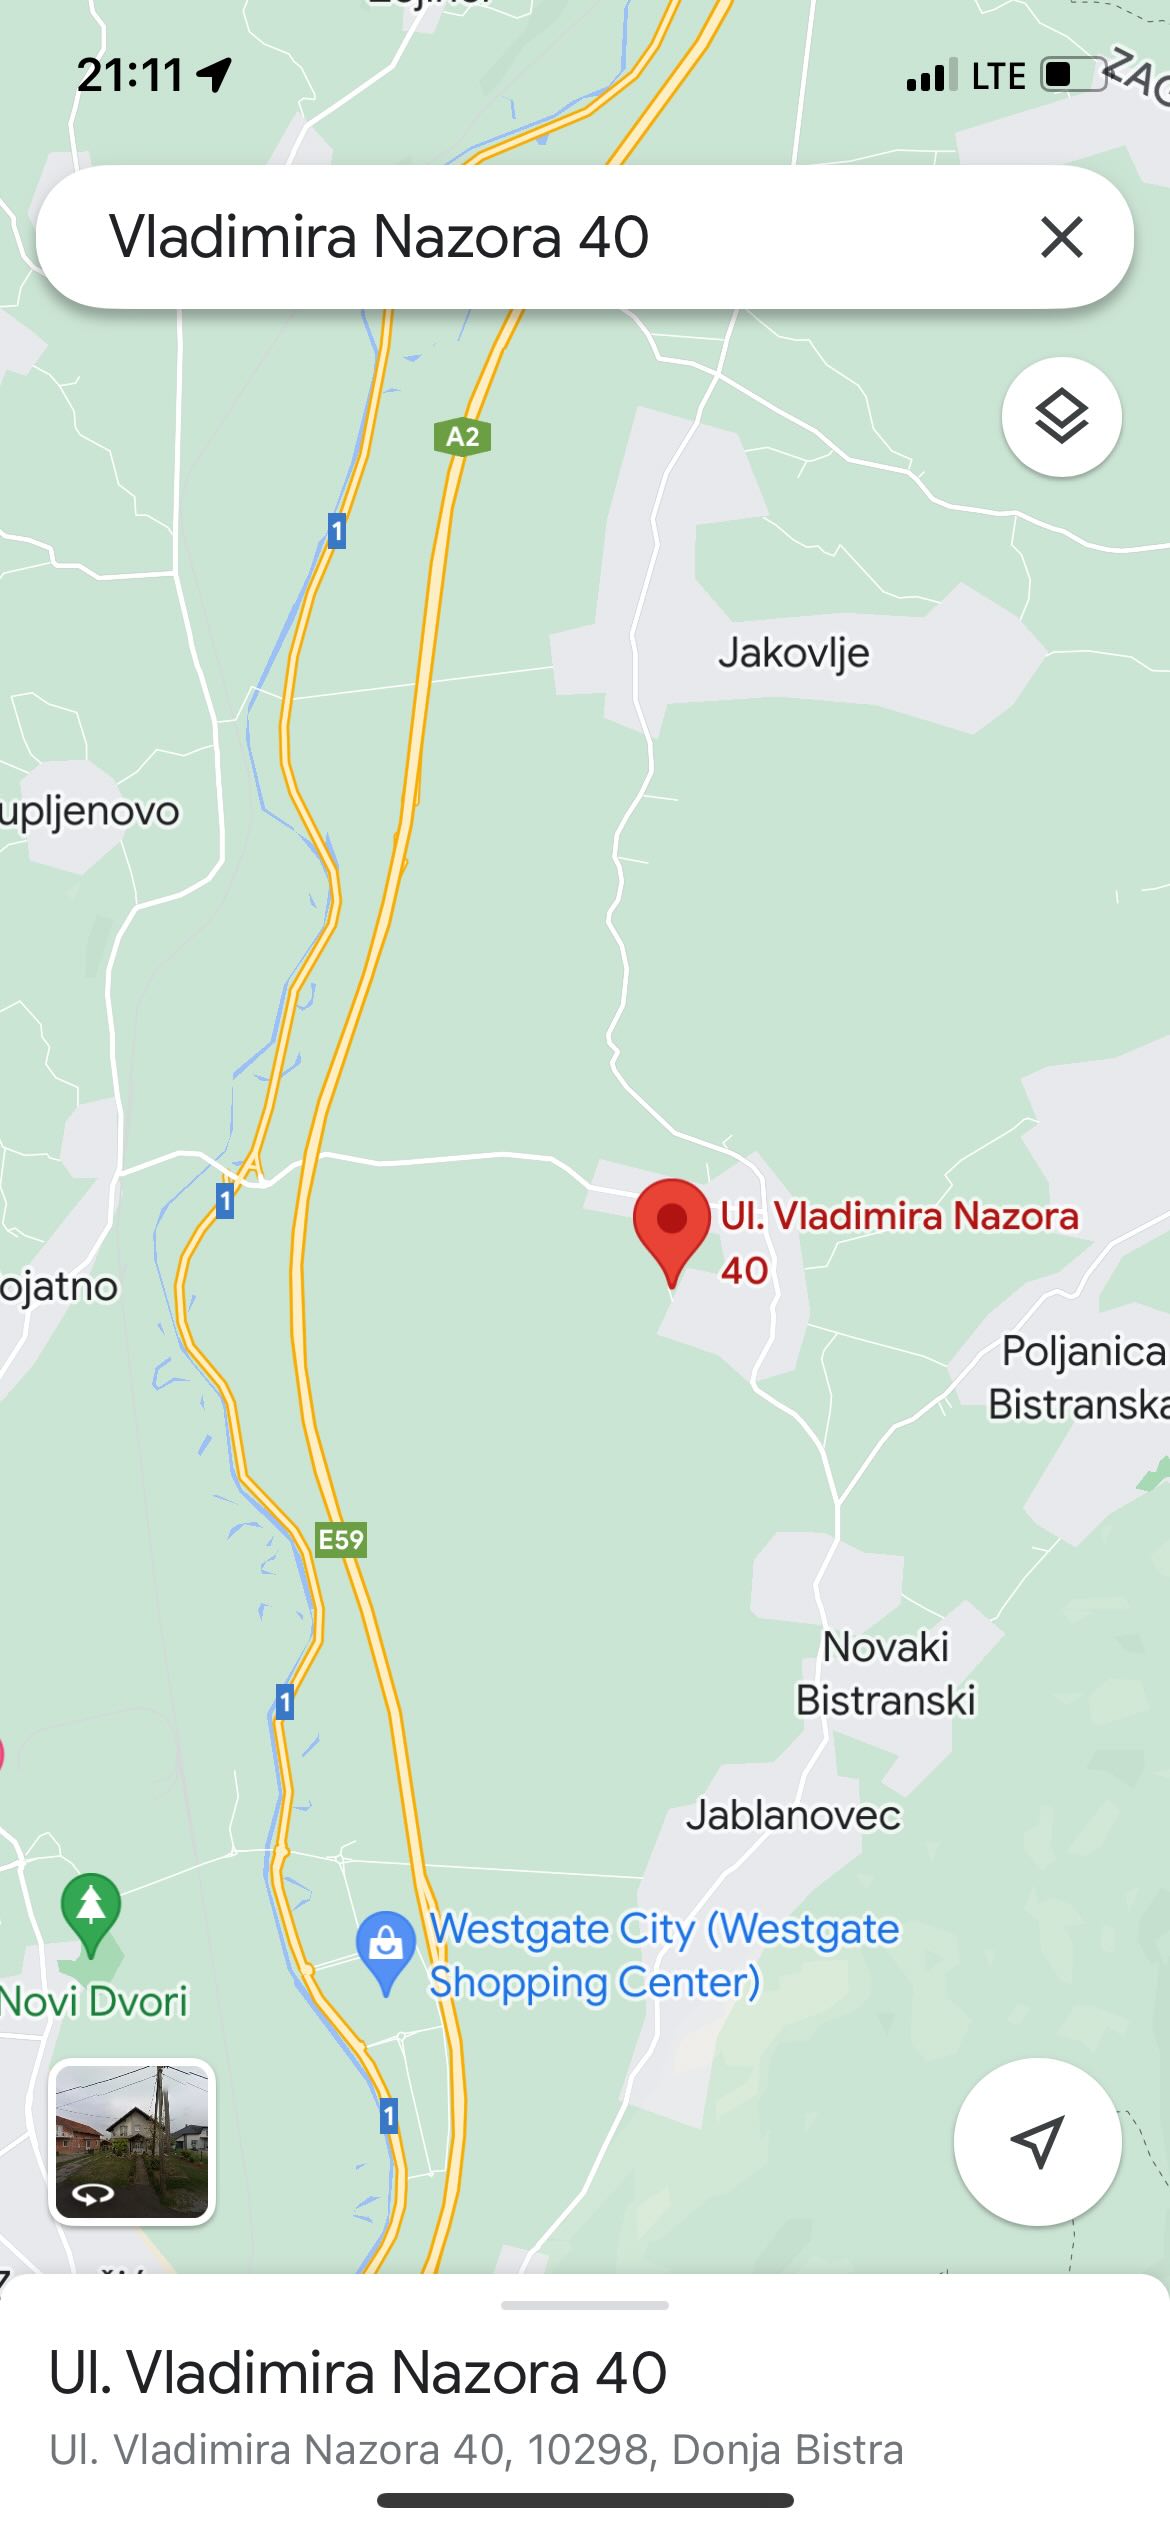 21:11
LTE
ZAG
Vladimira Nazora 40
A2
1
Jakovlje
upljenovo
Ul. Vladimira Nazora
40
1
ojatno
Poljanica
Bistranska
E59
Novaki
Bistranski
1
Jablanovec
Westgate City (Westgate
Shopping Center)
Novi Dvori
1
Ul. Vladimira Nazora 40
Ul. Vladimira Nazora 40, 10298, Donja Bistra